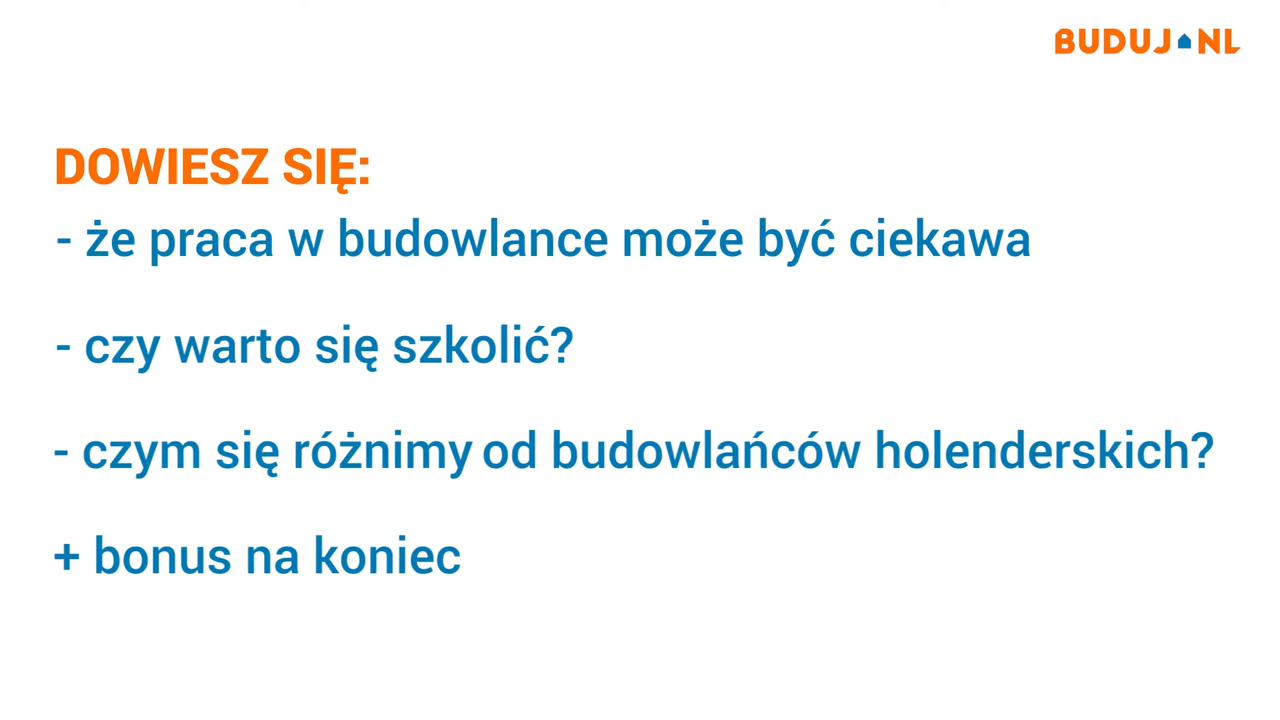 BUDUJ NL
DOWIESZ SIĘ:
- że praca w budowlance może być ciekawa
- czy warto się szkolić?
- czym się różnimy od budowlańców holenderskich?
+ bonus na koniec